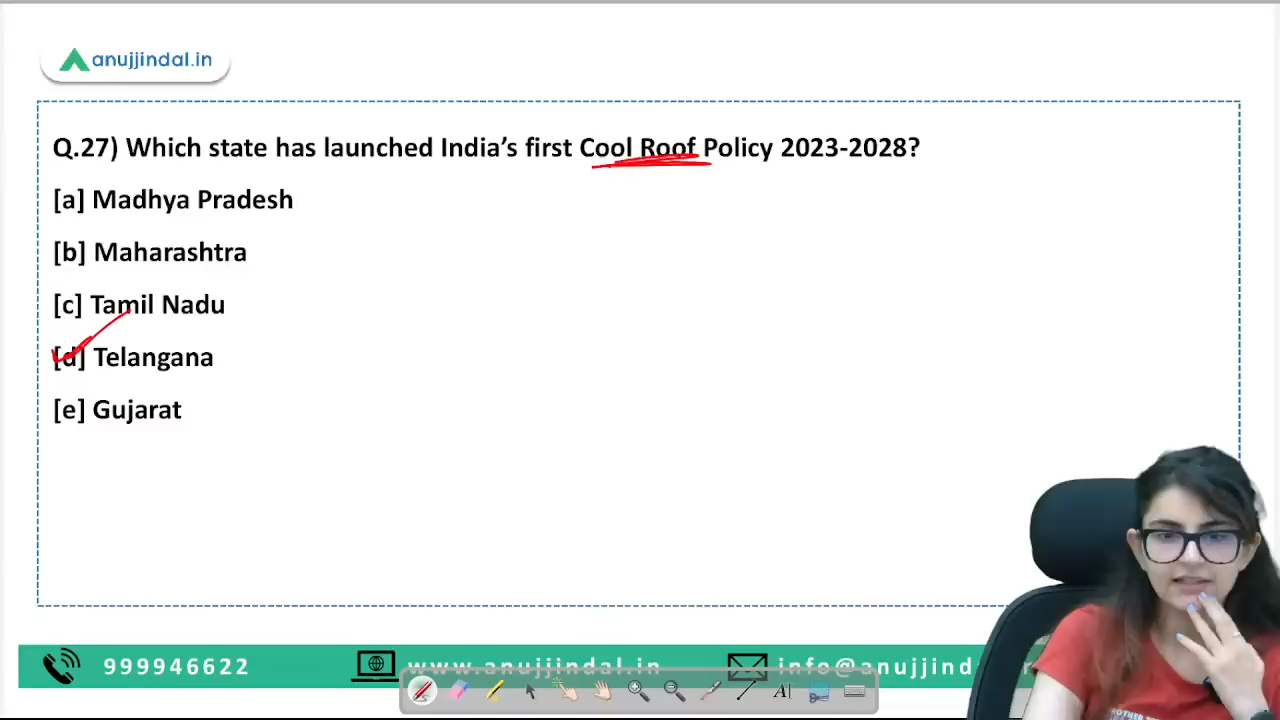 anujjindal.in
Q.27) Which state has launched India’s first Cool Roof Policy 2023-2028?
[a] Madhya Pradesh
[b] Maharashtra
[c] Tamil Nadu
[d] Telangana
[e] Gujarat
999946622 www.anujjindal.in info@anujjind
A